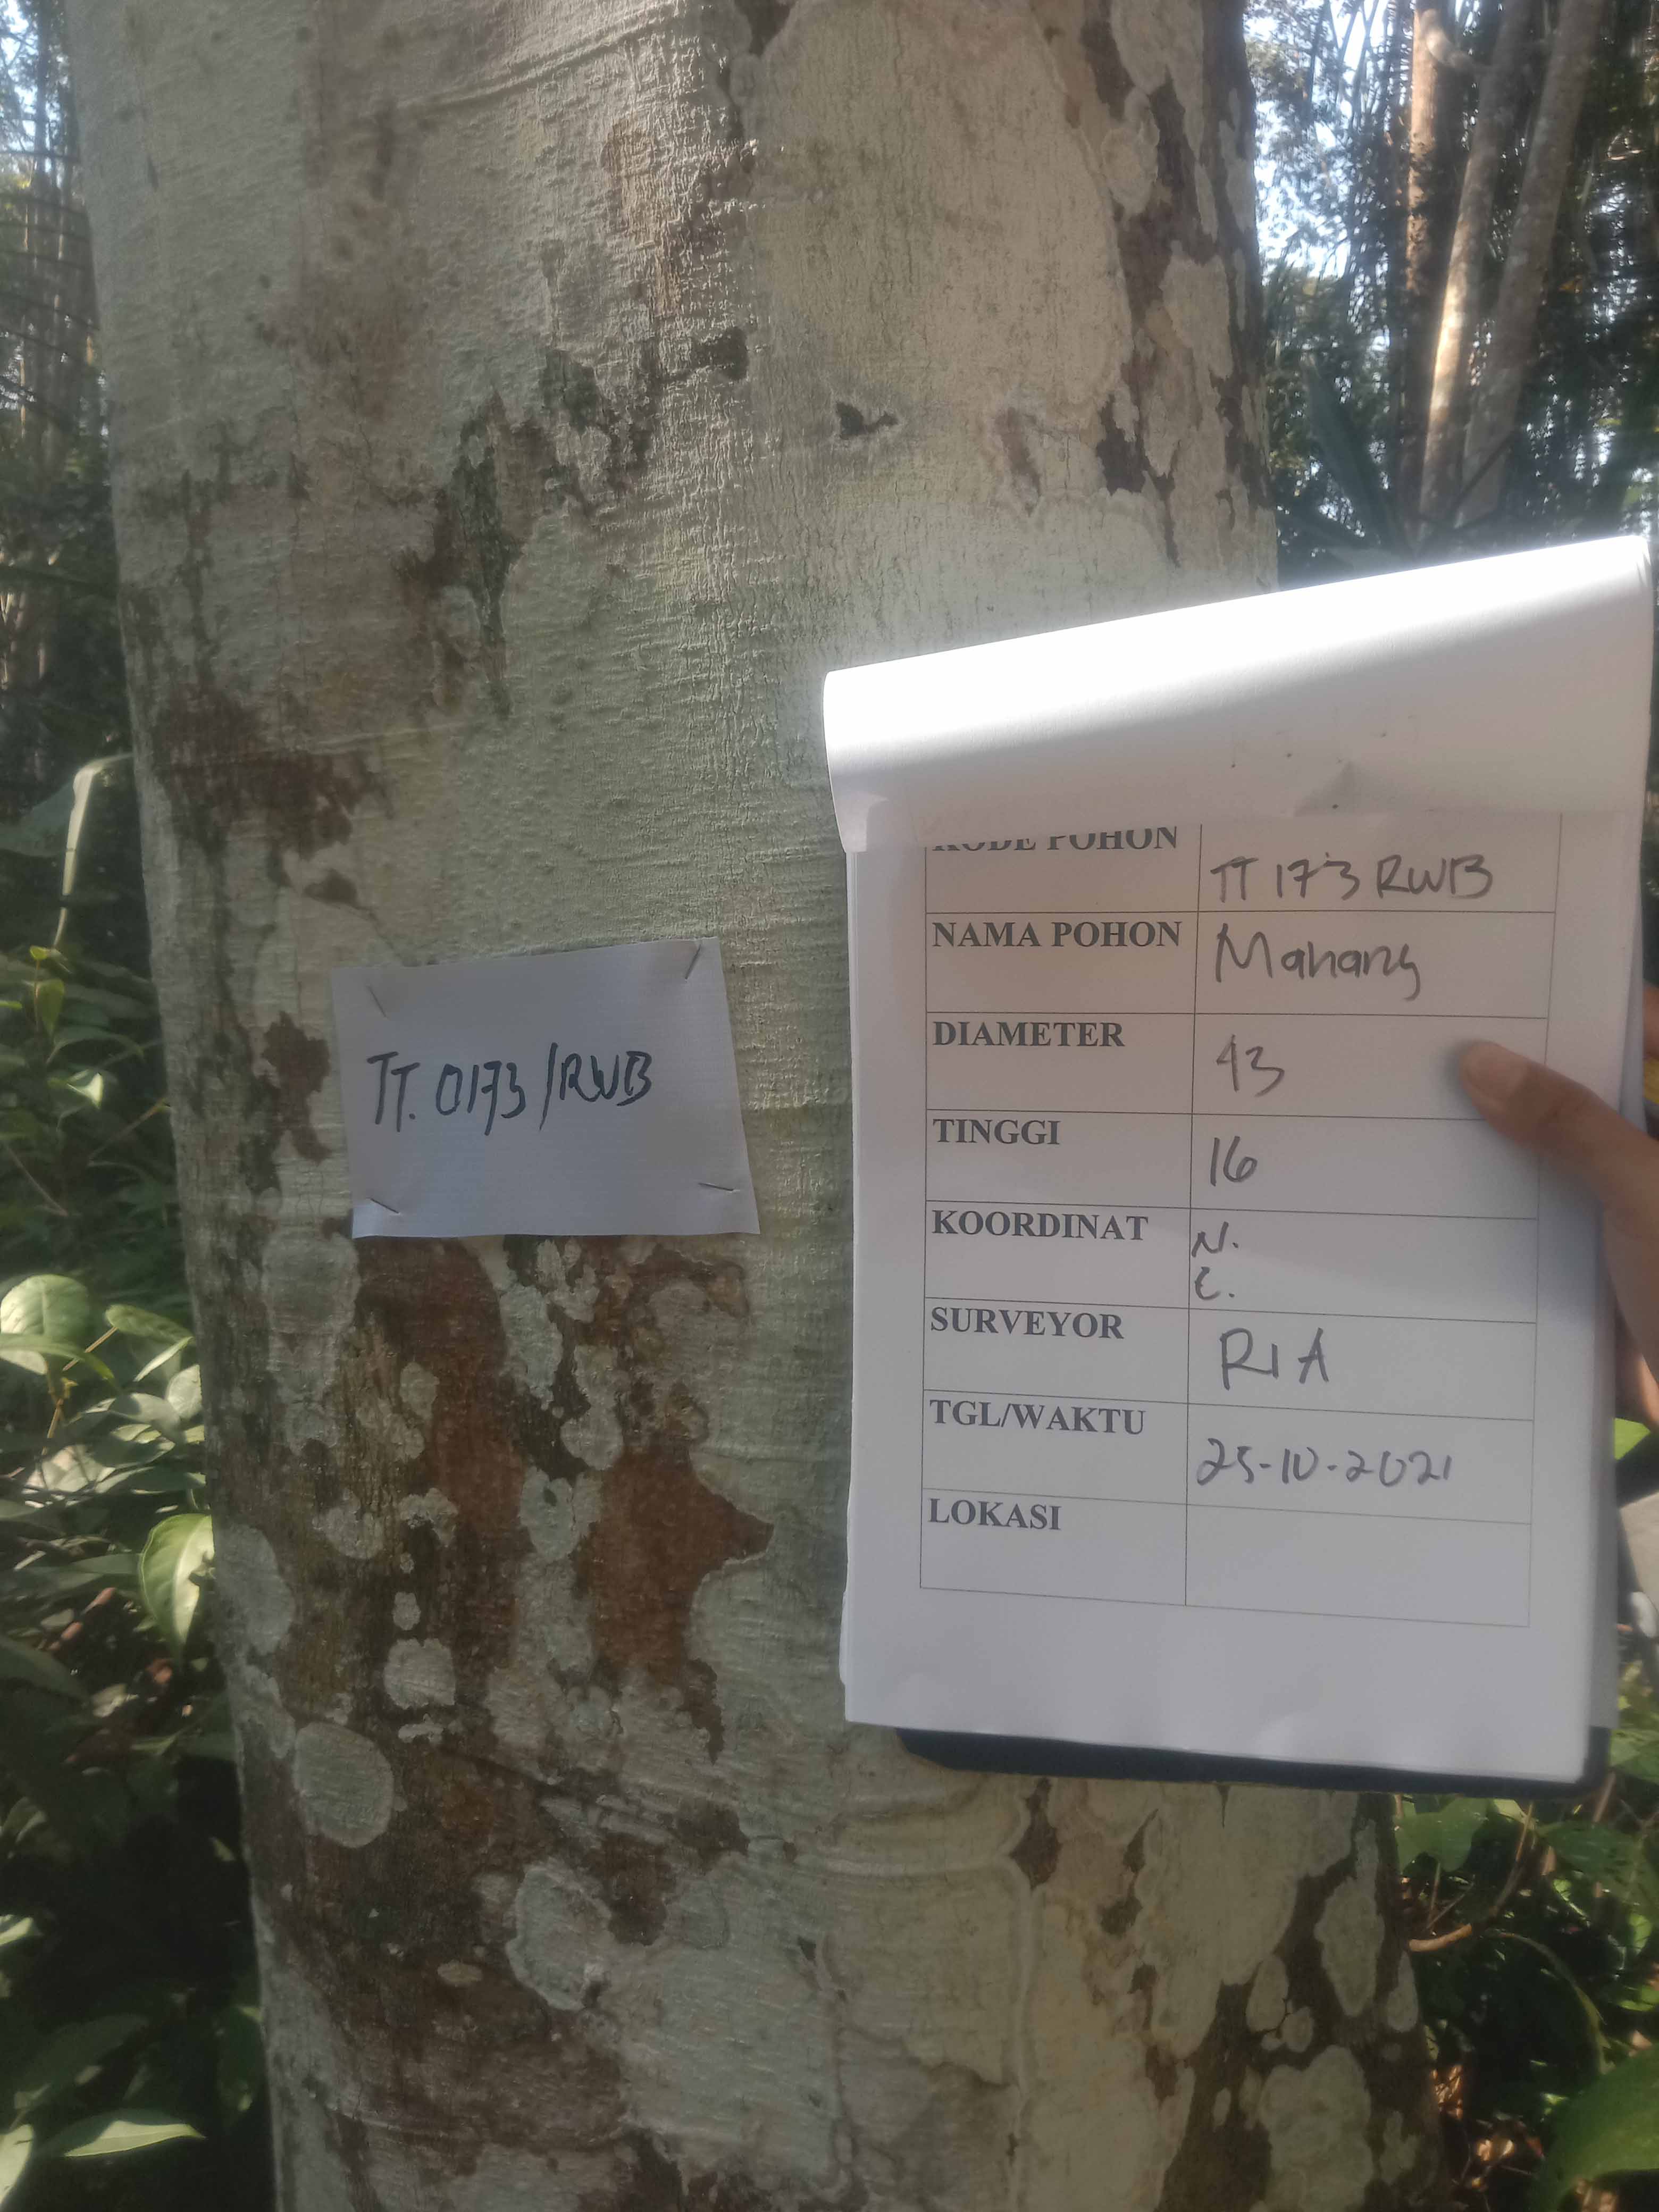 TT. 0173/RWB
KODE POHON
TT 173 RWB
NAMA POHON
Mahang
DIAMETER
43
TINGGI
16
KOORDINAT
N.
E.
SURVEYOR
RIA
TGL/WAKTU
25-10-2021
LOKASI